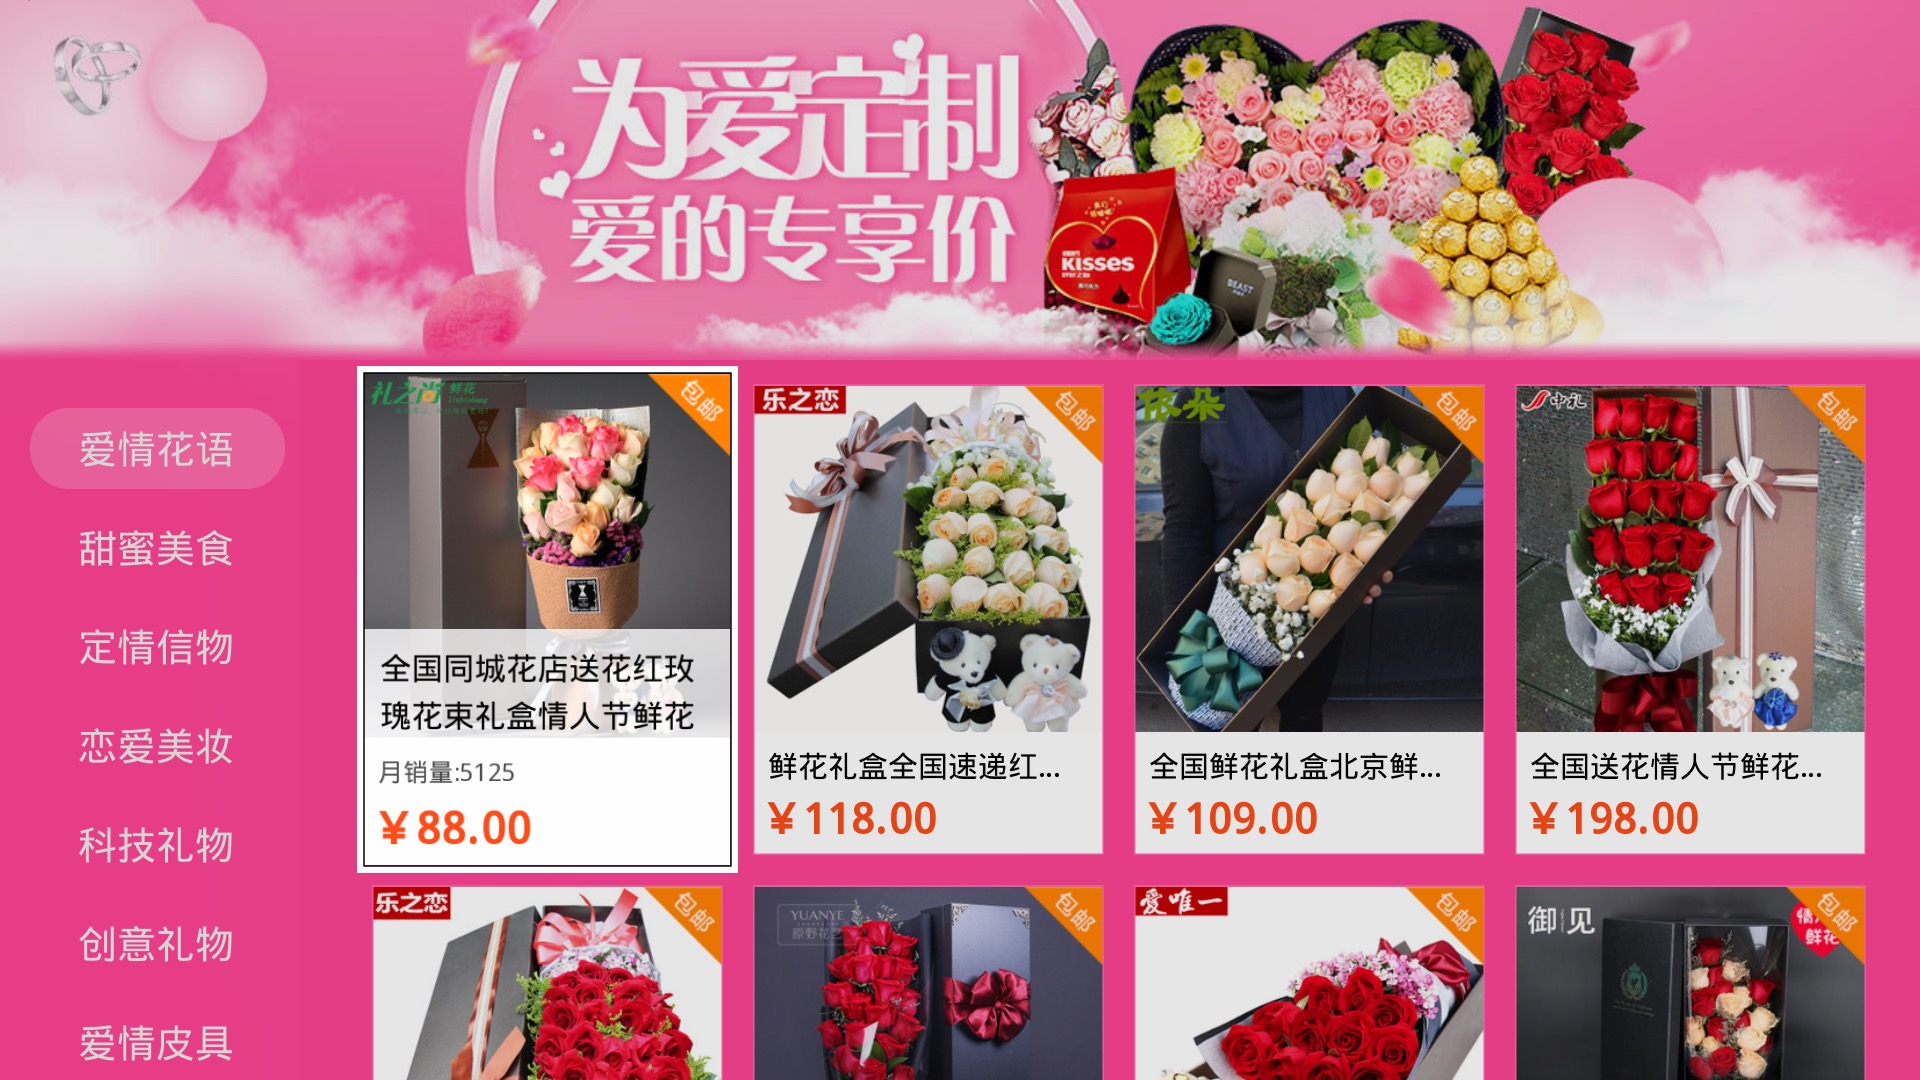 为爱定制
爱的专享价
KISSES
BEAST
爱情花语
甜蜜美食
定情信物
恋爱美妆
科技礼物
创意礼物
爱情皮具
礼之尚 鲜花
lishishang
包邮
全国同城花店送花红玫
瑰花束礼盒情人节鲜花
月销量:5125
￥88.00
乐之恋
包邮
鲜花礼盒全国速递红...
￥118.00
依朵
包邮
全国鲜花礼盒北京鲜...
￥109.00
中礼
包邮
全国送花情人节鲜花...
￥198.00
乐之恋
包邮
YUANYE
原野花艺
包邮
爱唯一
包邮
御见
包邮
鲜花